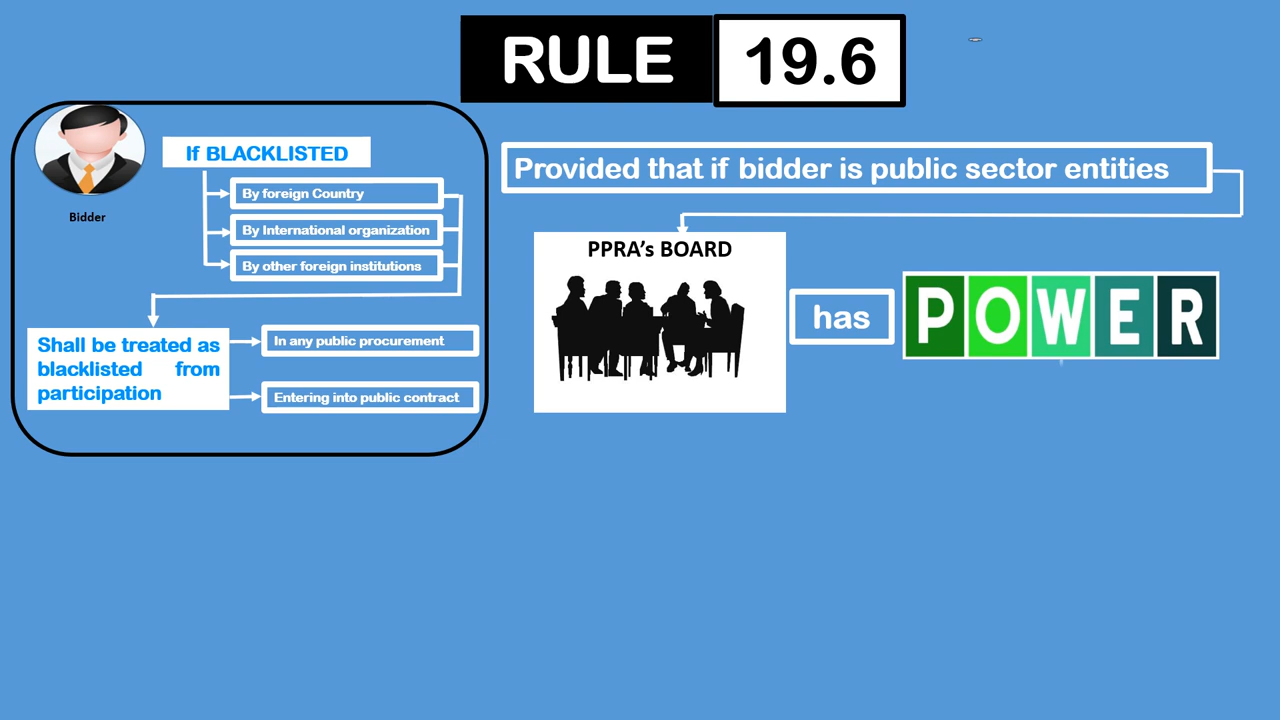 RULE 19.6
If BLACKLISTED
Bidder
By foreign Country
By International organization
By other foreign institutions
Shall be treated as
blacklisted from
participation
In any public procurement
Entering into public contract
Provided that if bidder is public sector entities
PPRA's BOARD
has
POWER